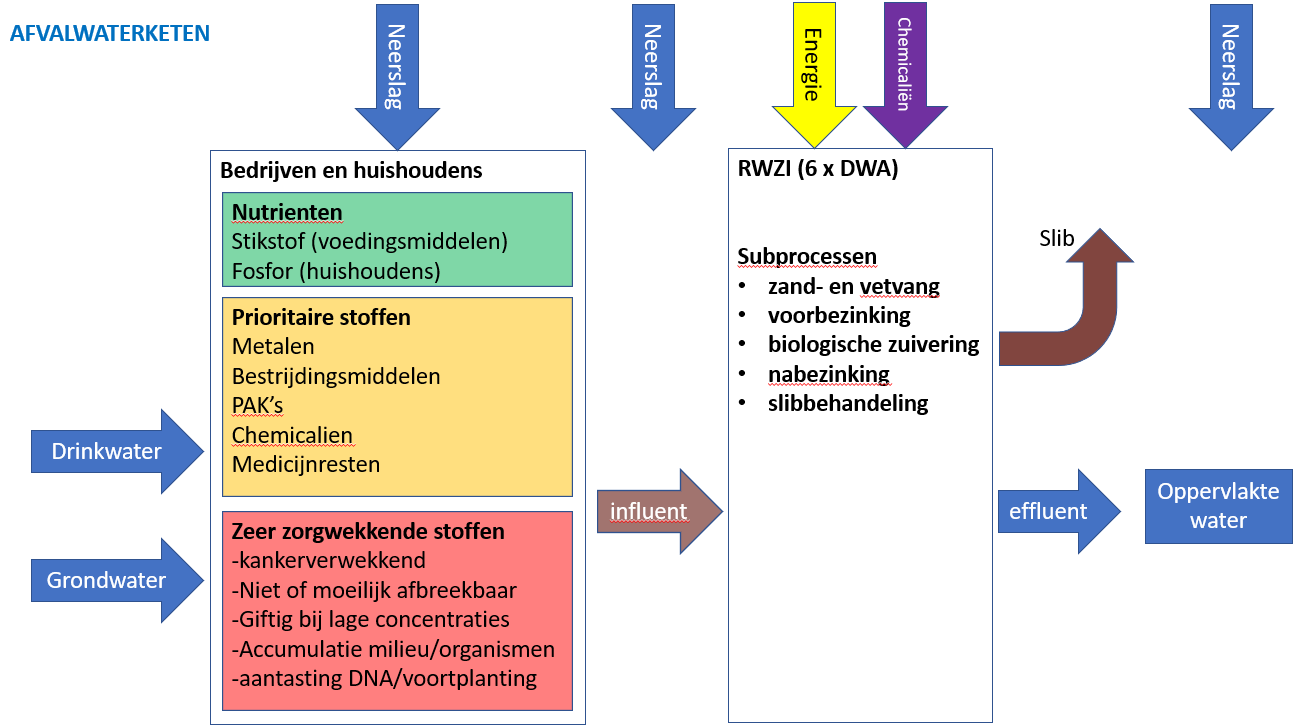 AFVALWATERKETEN
Neerslag
Neerslag
Energie
Chemicaliën
Neerslag
Bedrijven en huishoudens
Nutrienten
Stikstof (voedingsmiddelen)
Fosfor (huishoudens)
Prioritaire stoffen
Metalen
Bestrijdingsmiddelen
PAK’s
Chemicalien
Medicijnresten
Zeer zorgwekkende stoffen
-kankerverwekkend
-Niet of moeilijk afbreekbaar
-Giftig bij lage concentraties
-Accumulatie milieu/organismen
-aantasting DNA/voortplanting
Drinkwater
Grondwater
influent
RWZI (6 x DWA)
Subprocessen
• zand- en vetvang
• voorbezinking
• biologische zuivering
• nabezinking
• slibbehandeling
Slib
effluent
Oppervlakte
water